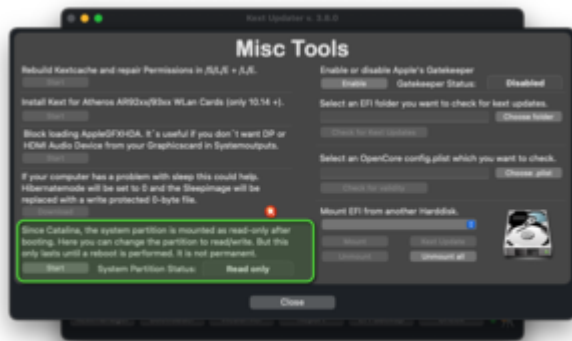 Kext Updater v. 3.8.0
Misc Tools
Rebuild Kextcache and repair Permissions in /S/L/E + /L/E.
Start
Install Kext for Atheros AR92xx/93xx WLan Cards (only 10.14 +).
Start
Block loading AppleGFXHDA. It`s useful if you don`t want DP or
HDMI Audio Device from your Graphiscard in Systemoutputs.
Start
If your computer has a problem with sleep this could help.
Hibernatemode will be set to 0 and the Sleepimage will be
replaced with a write protected 0-byte file.
Download
Since Catalina, the system partition is mounted as read-only after
booting. Here you can change the partition to read/write. But this
only lasts until a reboot is performed. It is not permanent.
Start System Partition Status: Read only
Enable or disable Apple's Gatekeeper
Enable Gatekeeper Status: Disabled
Select an EFI folder you want to check for kext updates.
Choose folder
Check for Kext Updates
Select an OpenCore config.plist which you want to check.
Choose .plist
Check for validity
Mount EFI from another Harddisk.
Mount Kext Update
Unmount Unmount all
Close